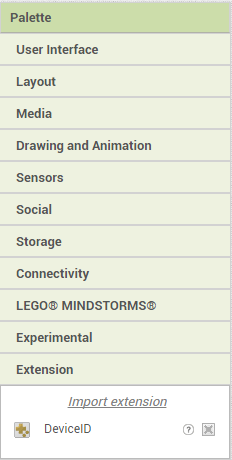 Palette
User Interface
Layout
Media
Drawing and Animation
Sensors
Social
Storage
Connectivity
LEGO® MINDSTORMS®
Experimental
Extension
Import extension
DeviceID ?